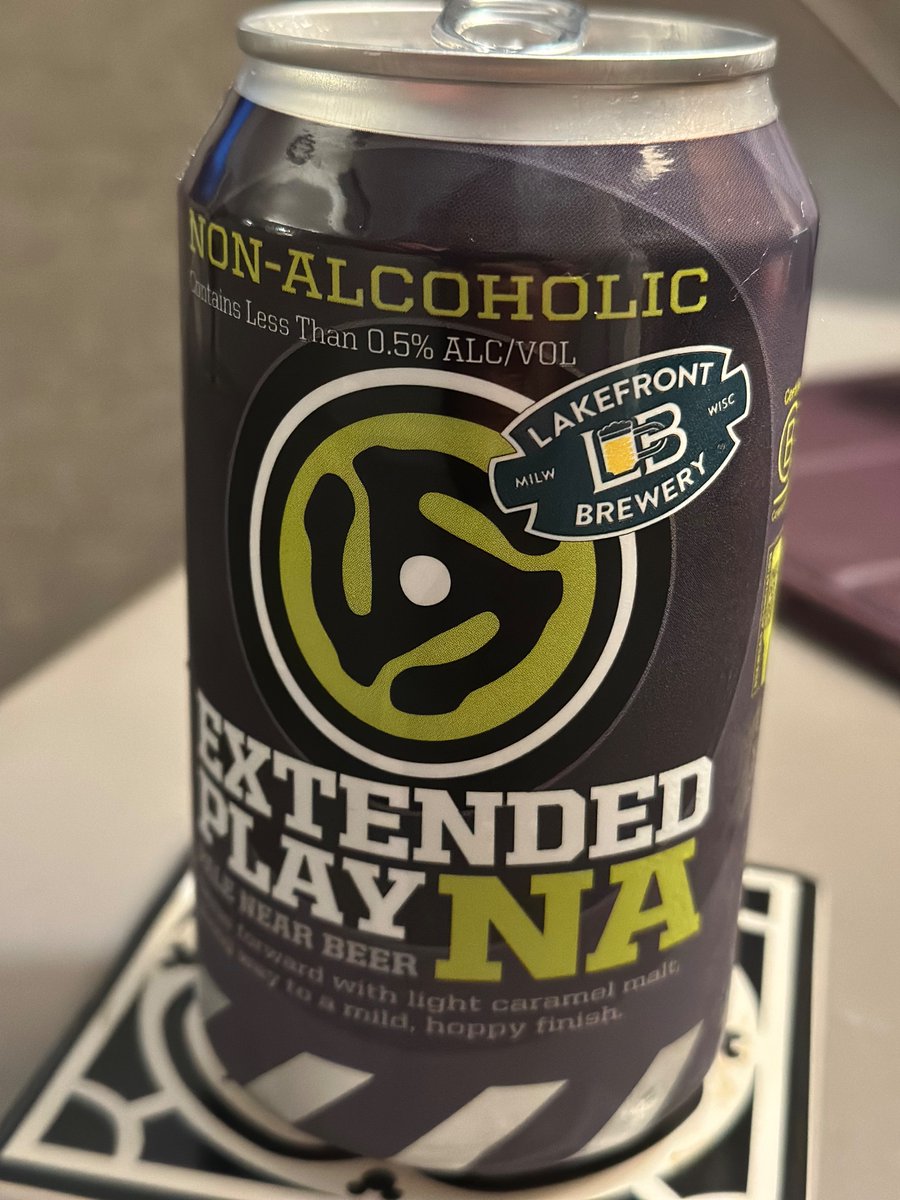 NON-ALCOHOLIC
Contains Less Than 0.5% ALC/VOL
LAKEFRONT
MILW
LB
WISC
BREWERY
EXTENDED
PLAY NA
NEAR BEER
forward with light caramel malt,
way to a mild, hoppy finish.